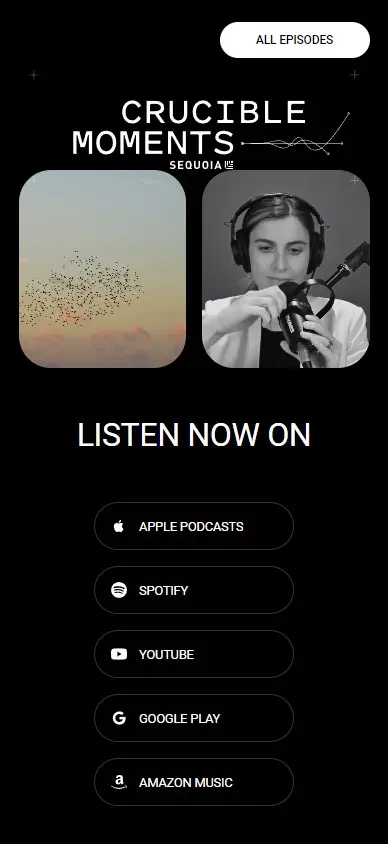 ALL EPISODES
CRUCIBLE
MOMENTS
SEQUOIA
LISTEN NOW ON
APPLE PODCASTS
SPOTIFY
YOUTUBE
GOOGLE PLAY
AMAZON MUSIC